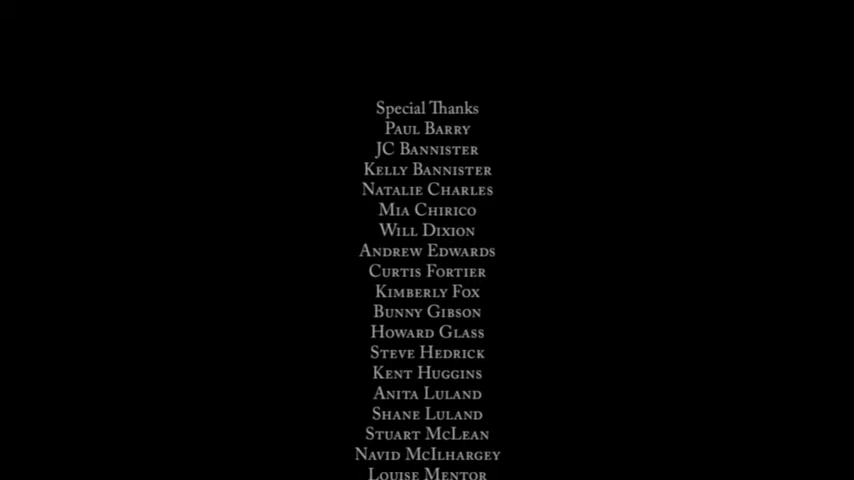 Special Thanks
Paul Barry
JC Bannister
Kelly Bannister
Natalie Charles
Mia Chirico
Will Dixion
Andrew Edwards
Curtis Fortier
Kimberly Fox
Bunny Gibson
Howard Glass
Steve Hedrick
Kent Huggins
Anita Luland
Shane Luland
Stuart McLean
Navid McIlhargey
Louise Mentor